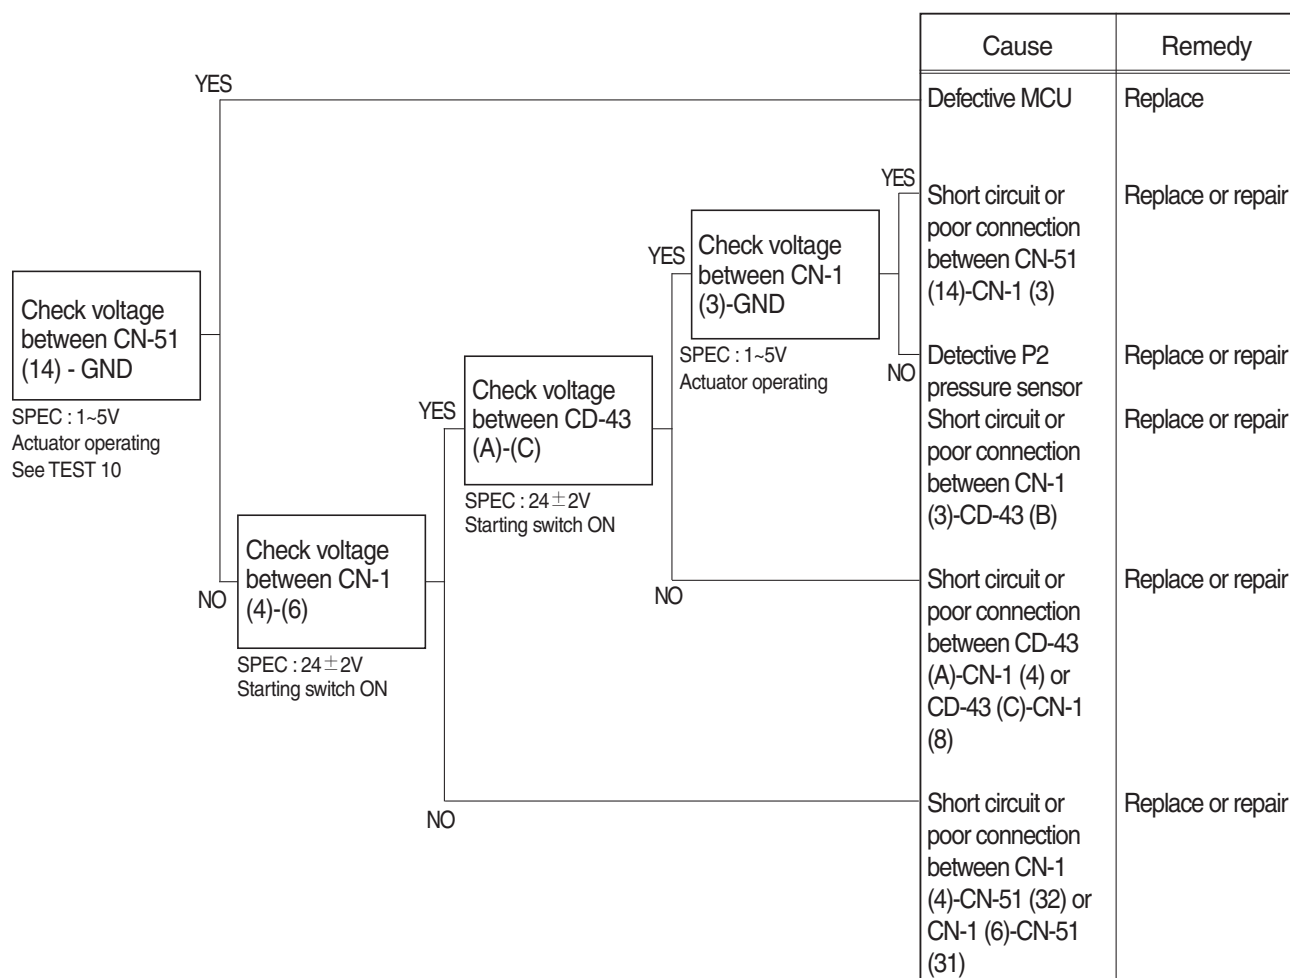 Cause
Remedy
YES
Defective MCU
Replace
YES
Short circuit or
poor connection
between CN-51
(14)-CN-1 (3)
Replace or repair
YES
Check voltage
between CN-1
(3)-GND
SPEC : 1~5V
Actuator operating
NO
Detective P2
pressure sensor
Replace or repair
Short circuit or
poor connection
between CN-1
(3)-CD-43 (B)
Replace or repair
Check voltage
between CN-51
(14) - GND
SPEC : 1~5V
Actuator operating
See TEST 10
YES
Check voltage
between CD-43
(A)-(C)
SPEC : 24±2V
Starting switch ON
NO
Short circuit or
poor connection
between CD-43
(A)-CN-1 (4) or
CD-43 (C)-CN-1
(8)
Replace or repair
NO
Check voltage
between CN-1
(4)-(6)
SPEC : 24±2V
Starting switch ON
NO
Short circuit or
poor connection
between CN-1
(4)-CN-51 (32) or
CN-1 (6)-CN-51
(31)
Replace or repair